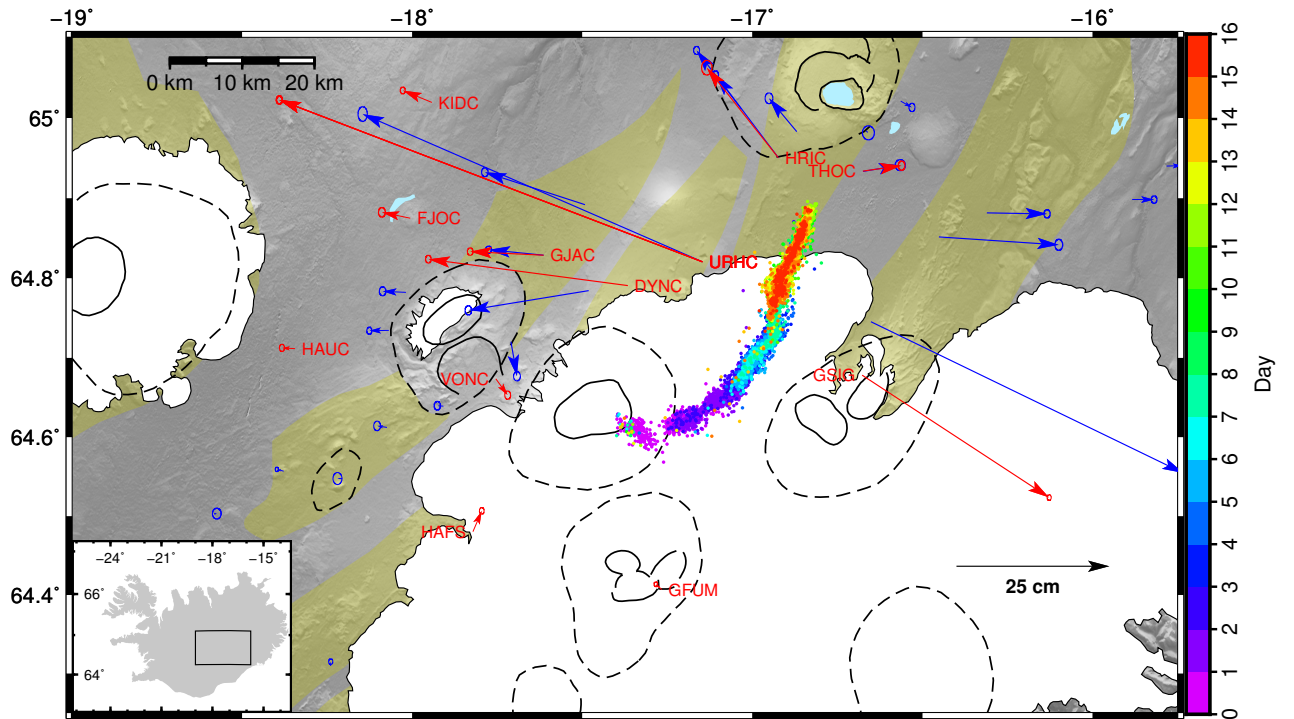 −19° −18° −17° −16°
0 km 10 km 20 km
65°
64.8°
64.6°
64.4°
KIDC
HRIC
THOC
FJOC
GJAC
URHC
DYNC
HAUC
VONC
GSIG
HAFS
GFUM
25 cm
−24° −21° −18° −15°
66°
64°
0 1 2 3 4 5 6 7 8 9 10 11 12 13 14 15 16
Day